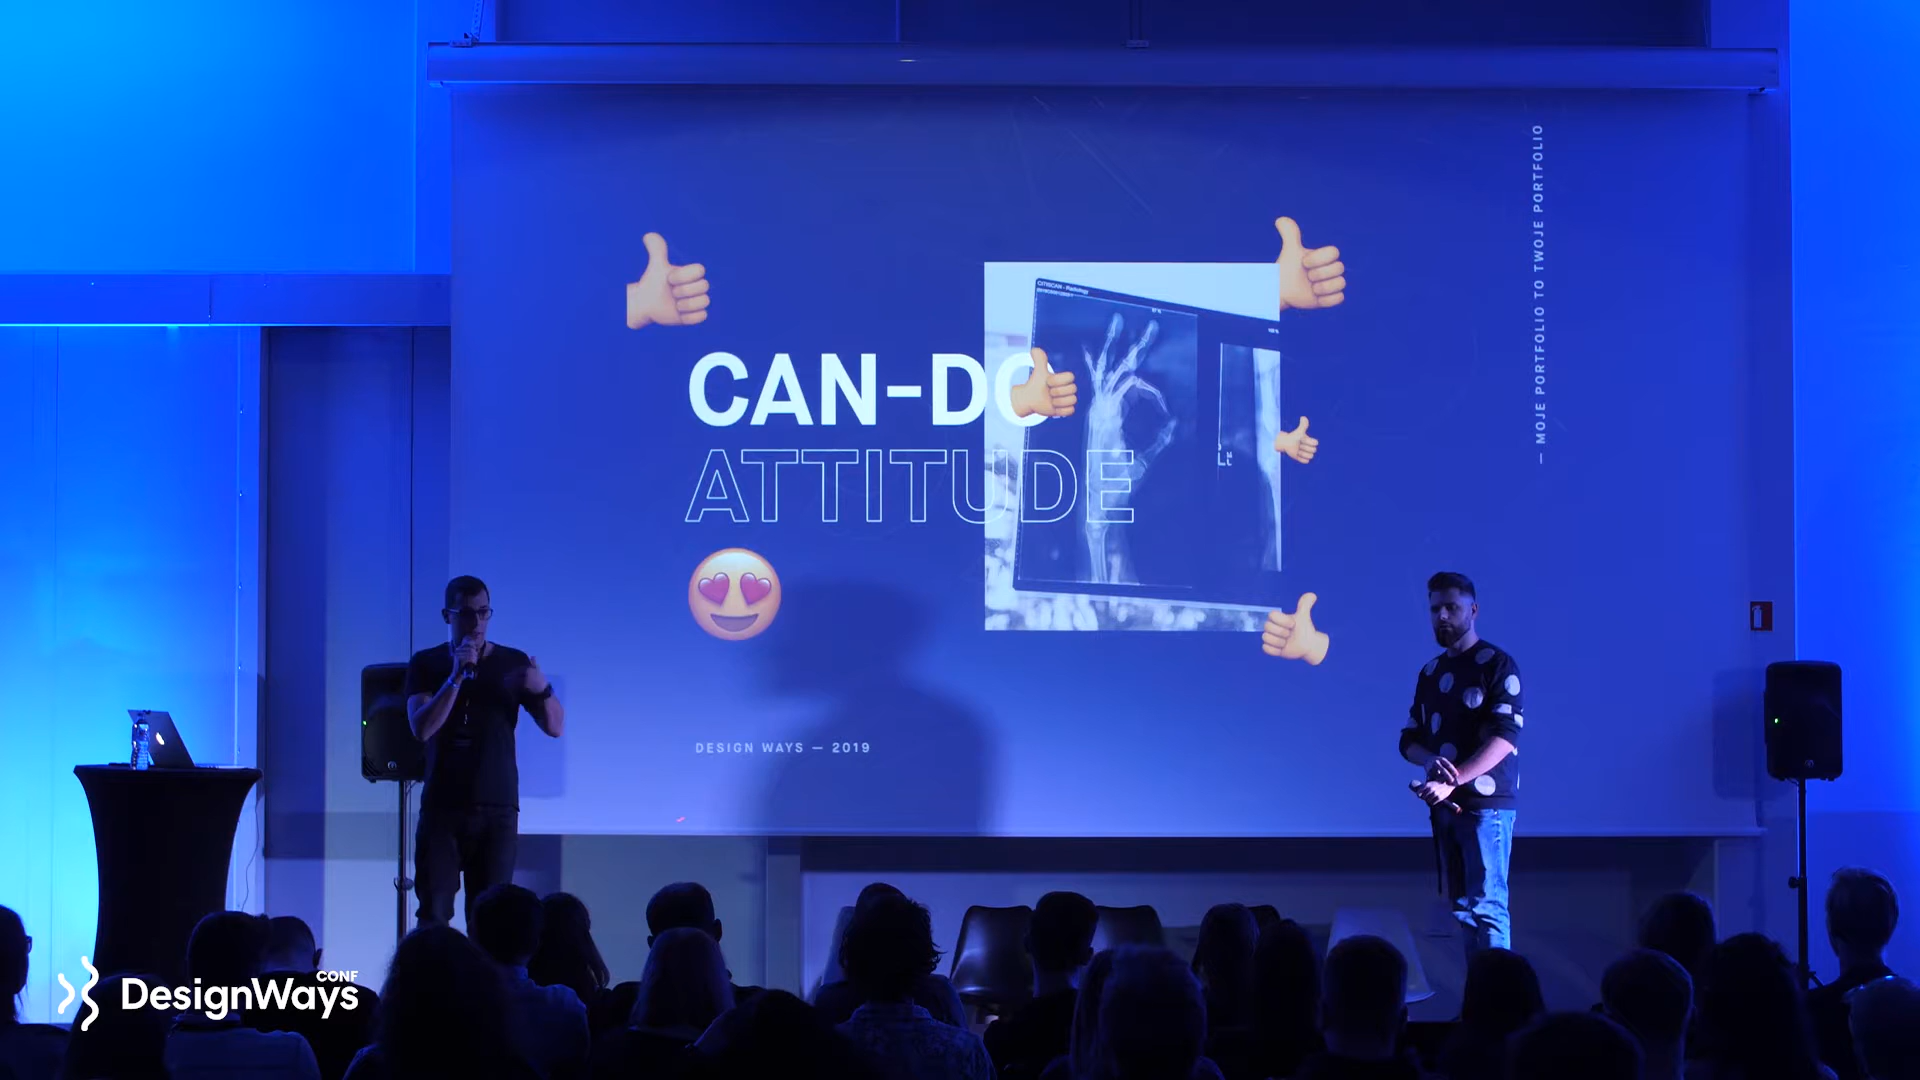 — MOJE PORTFOLIO TO TWOJE PORTFOLIO
CAN-DO
ATTITUDE
DESIGN WAYS — 2019
DesignWays
CONF